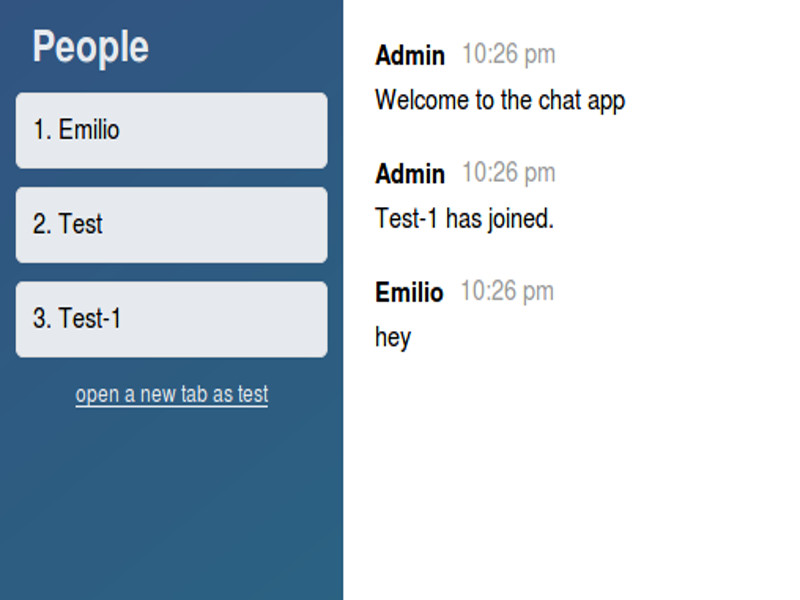 People
1. Emilio
2. Test
3. Test-1
open a new tab as test
Admin 10:26 pm
Welcome to the chat app
Admin 10:26 pm
Test-1 has joined.
Emilio 10:26 pm
hey